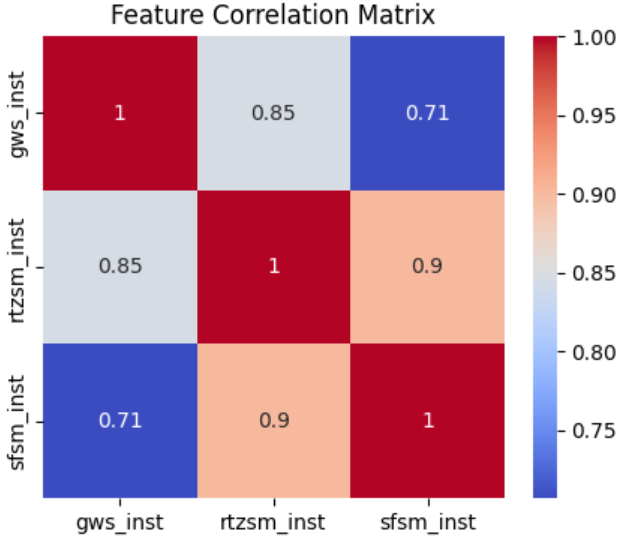 Feature Correlation Matrix
gws_inst 1 0.85 0.71
rtzsm_inst 0.85 1 0.9
sfsm_inst 0.71 0.9 1
gws_inst rtzsm_inst sfsm_inst
1.00
0.95
0.90
0.85
0.80
0.75